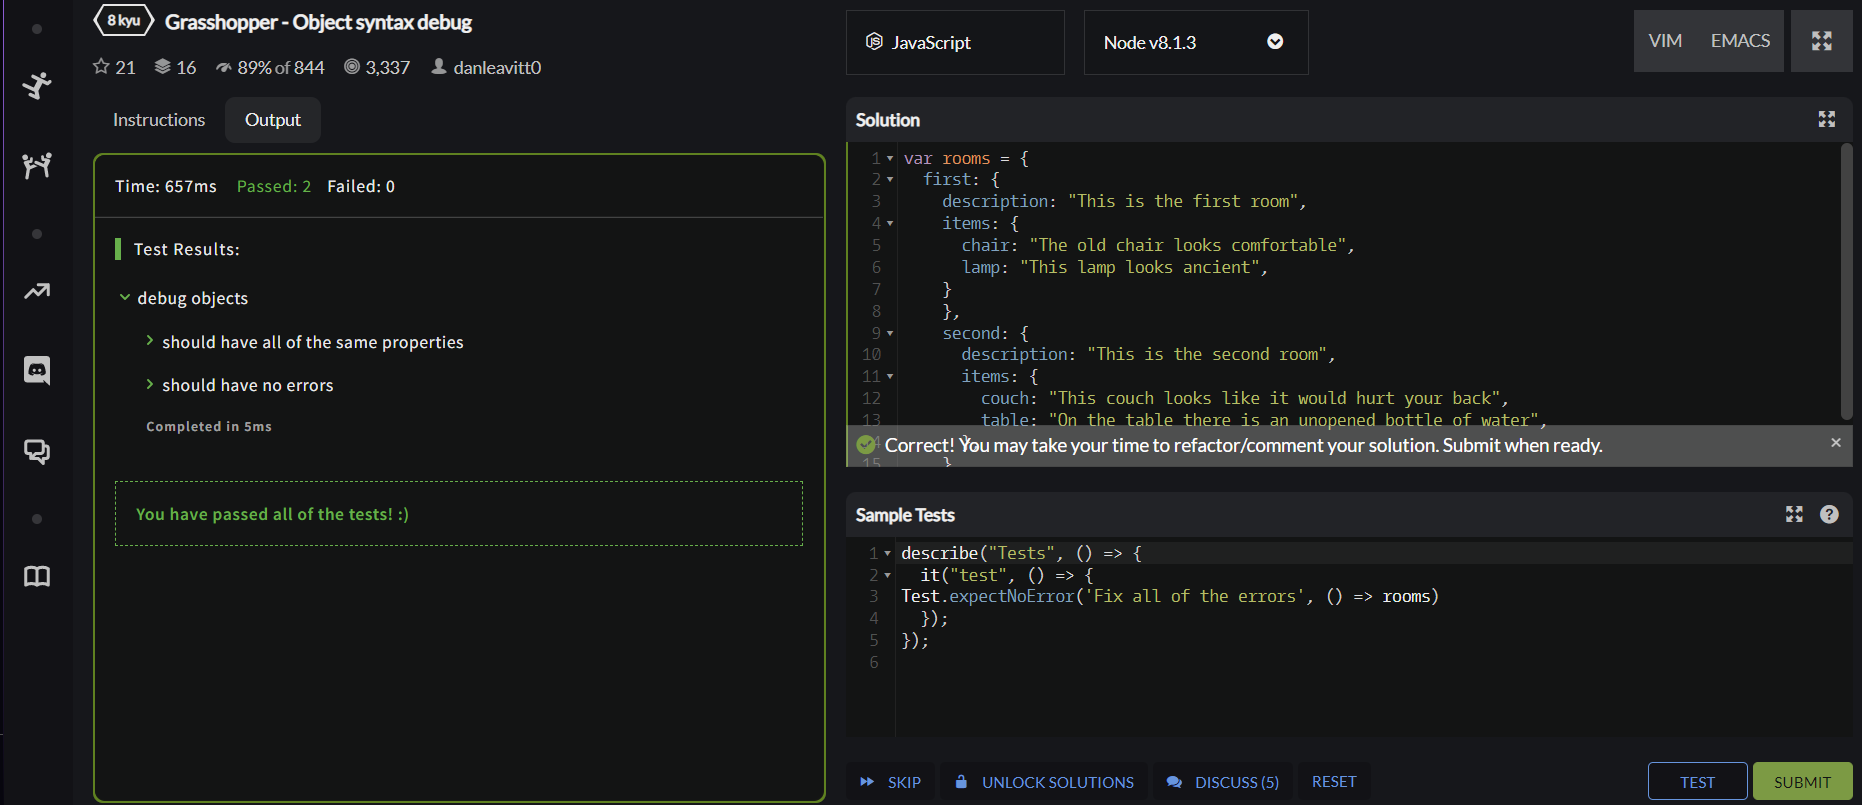 8 kyu Grasshopper - Object syntax debug
21 16 89% of 844 3,337 danleavitt0
Instructions Output
Time: 657ms Passed: 2 Failed: 0
Test Results:
debug objects
should have all of the same properties
should have no errors
Completed in 5ms
You have passed all of the tests! :)
JavaScript Node v8.1.3 VIM EMACS
Solution
1 var rooms = {
2 first: {
3 description: "This is the first room",
4 items: {
5 chair: "The old chair looks comfortable",
6 lamp: "This lamp looks ancient",
7 }
8 },
9 second: {
10 description: "This is the second room",
11 items: {
12 couch: "This couch looks like it would hurt your back",
13 table: "On the table there is an unopened bottle of water",
Correct! You may take your time to refactor/comment your solution. Submit when ready.
15 }
Sample Tests
1 describe("Tests", () => {
2 it("test", () => {
3 Test.expectNoError('Fix all of the errors', () => rooms)
4 });
5 });
6
SKIP UNLOCK SOLUTIONS DISCUSS (5) RESET TEST SUBMIT